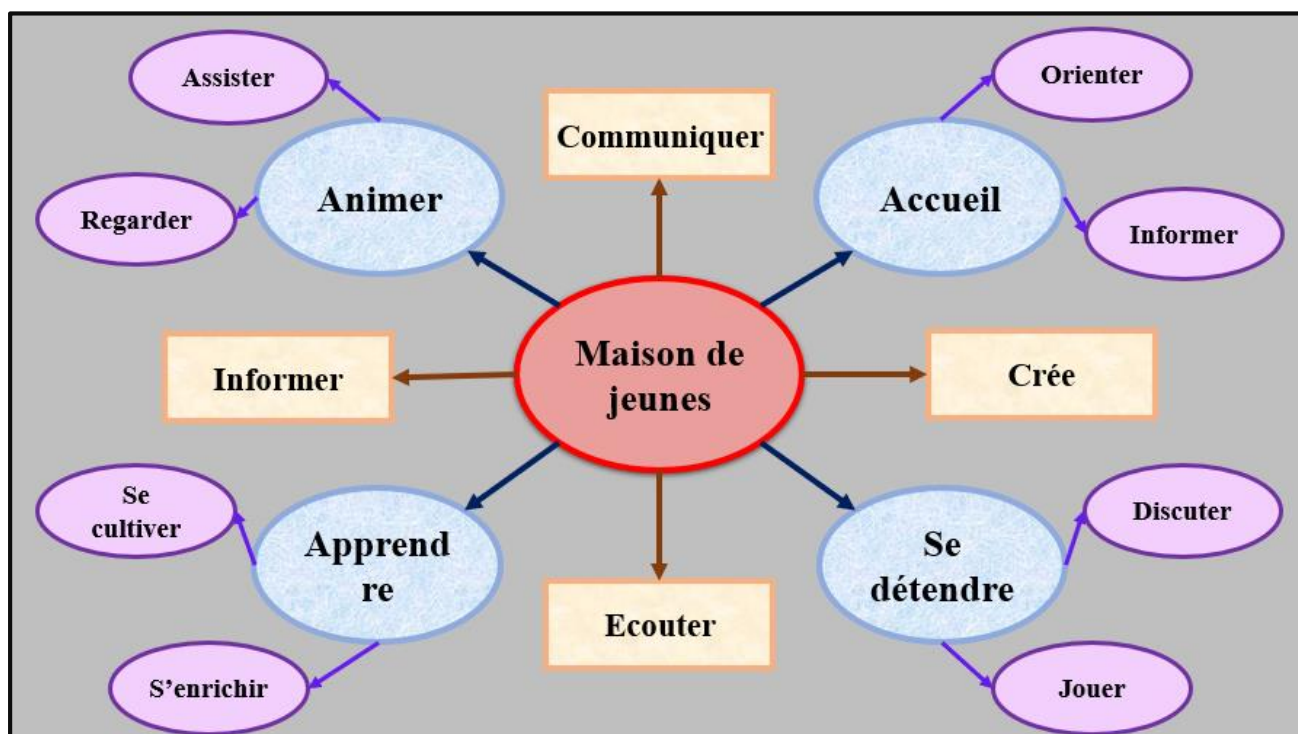 Assister
Orienter
Communiquer
Animer
Accueil
Regarder
Informer
Maison de
jeunes
Informer
Crée
Se
cultiver
Discuter
Apprend
re
Se
détendre
Ecouter
S’enrichir
Jouer